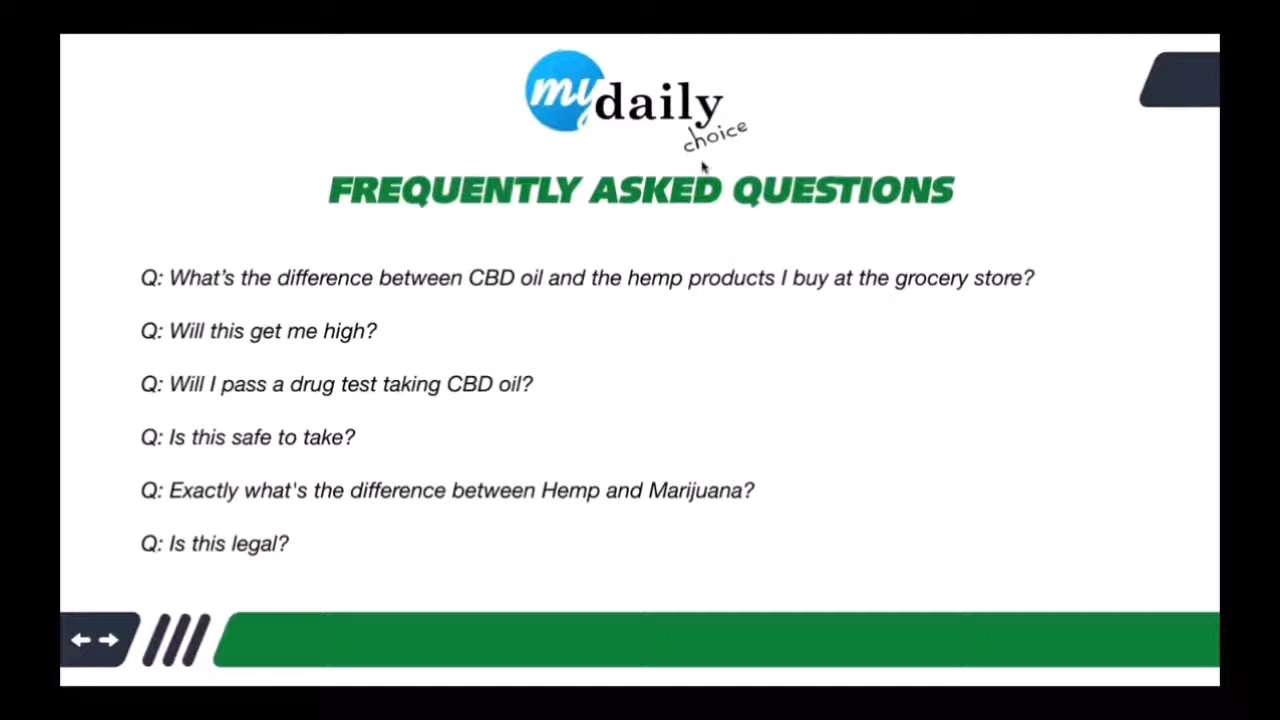 my daily
choice
FREQUENTLY ASKED QUESTIONS
Q: What's the difference between CBD oil and the hemp products I buy at the grocery store?
Q: Will this get me high?
Q: Will I pass a drug test taking CBD oil?
Q: Is this safe to take?
Q: Exactly what's the difference between Hemp and Marijuana?
Q: Is this legal?